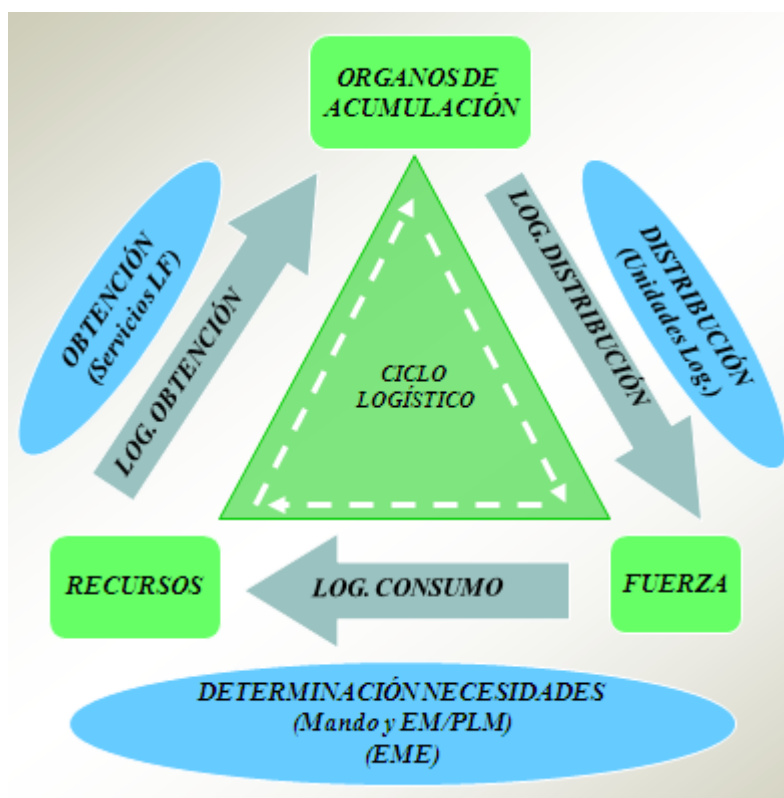 ORGANOS DE
ACUMULACIÓN
OBTENCIÓN
(Servicios LF)
LOG. OBTENCIÓN
LOG. DISTRIBUCIÓN
DISTRIBUCIÓN
(Unidades Log.)
CICLO
LOGÍSTICO
RECURSOS
LOG. CONSUMO
FUERZA
DETERMINACIÓN NECESIDADES
(Mando y EM/PLM)
(EME)